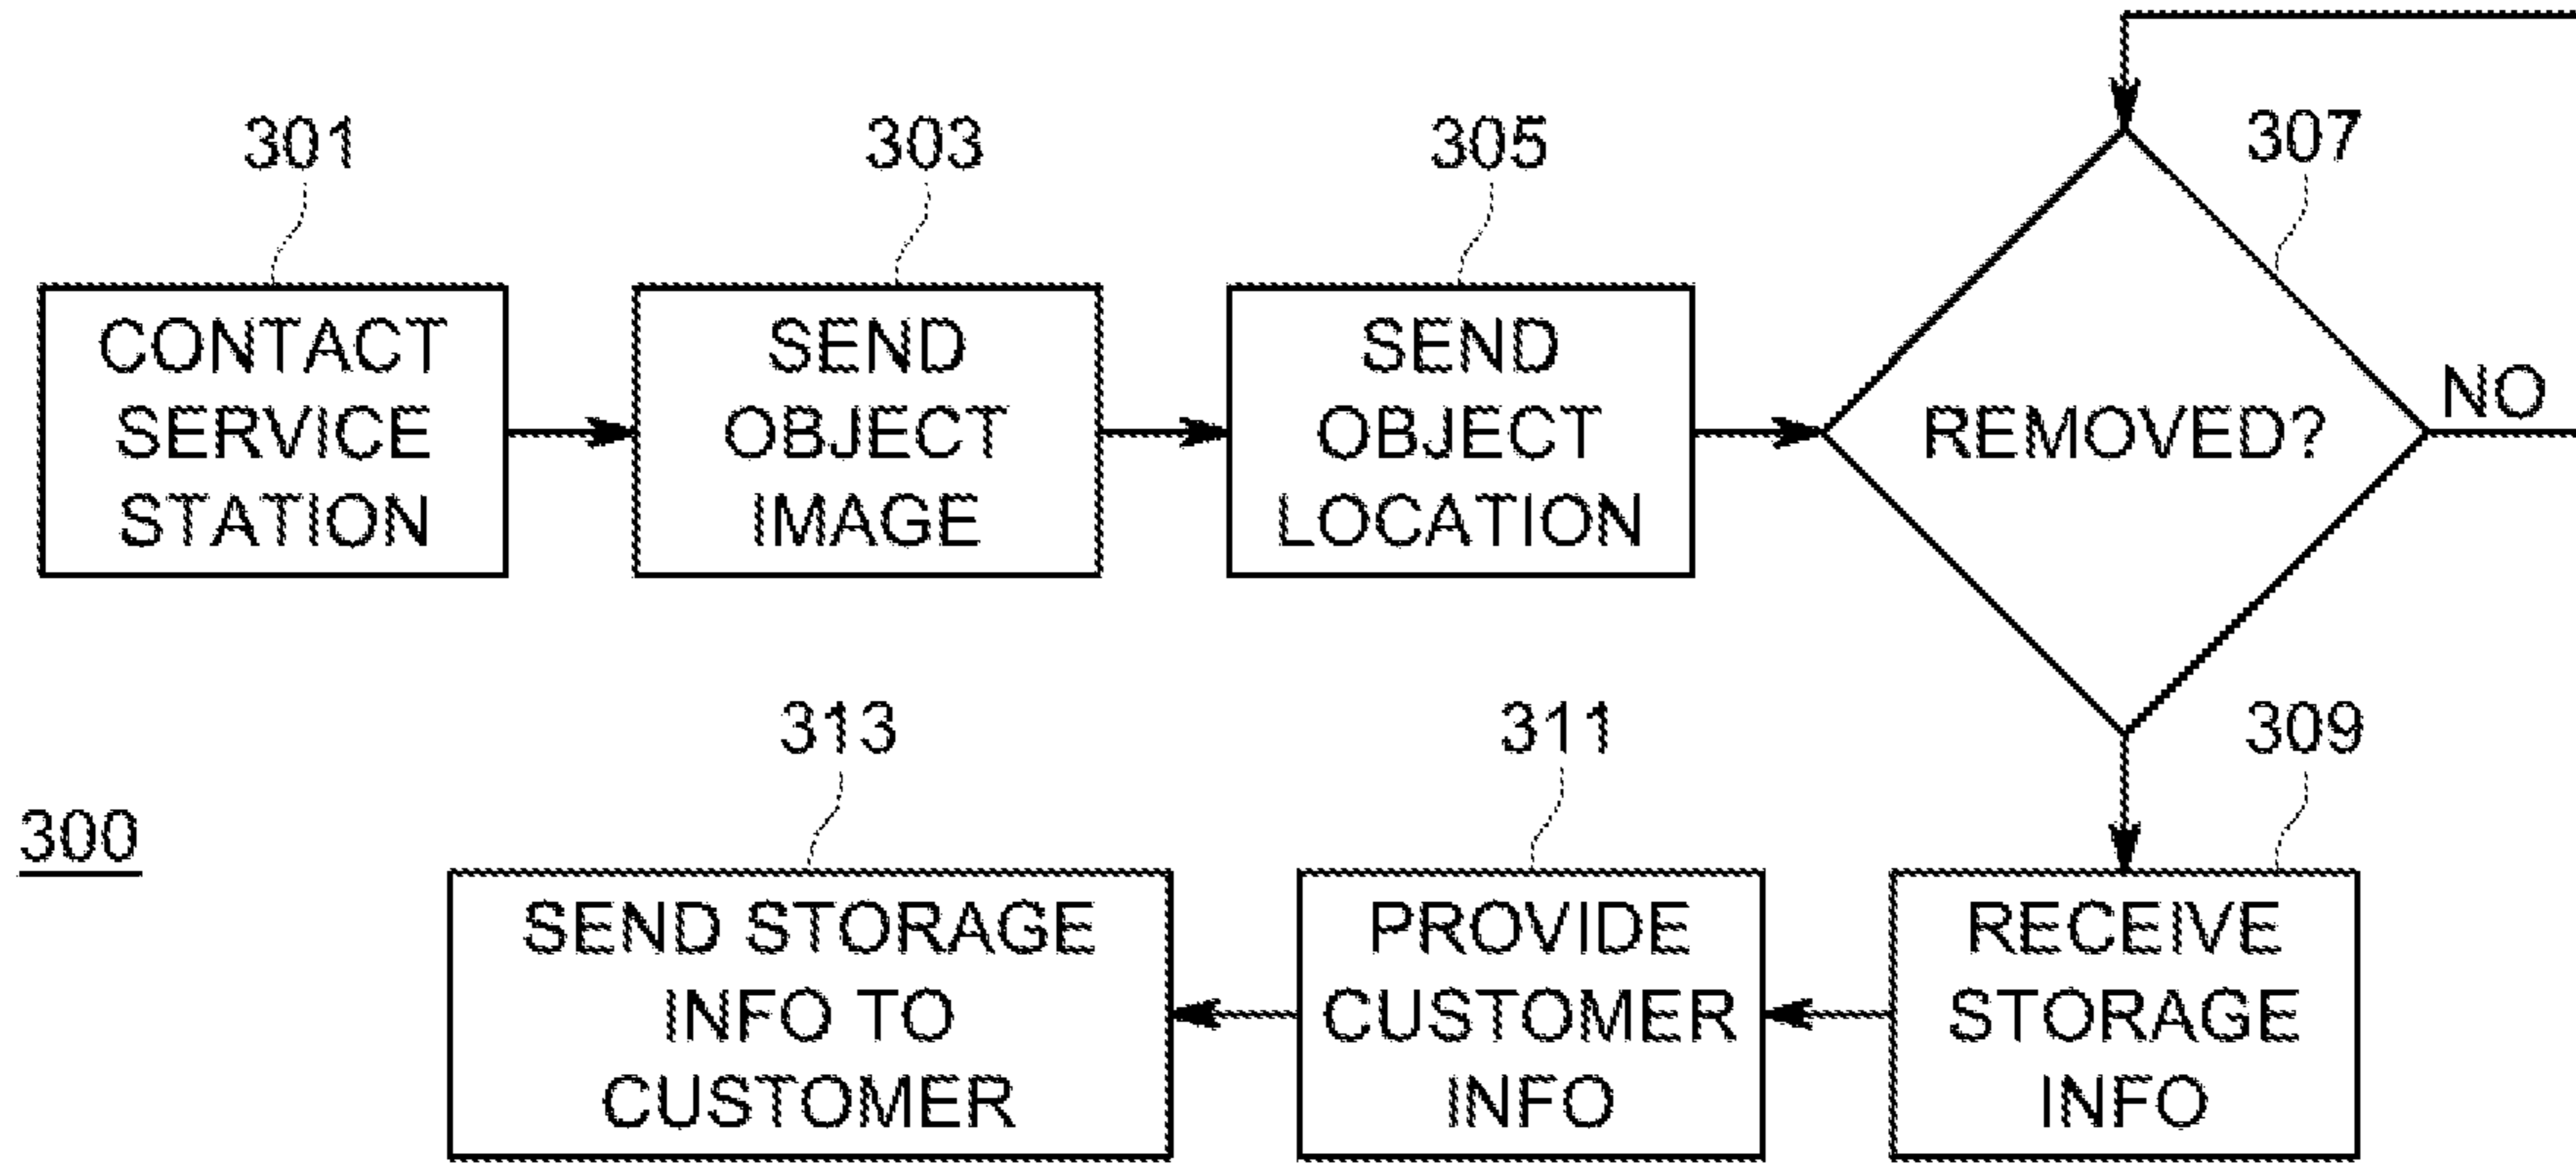 301
303
305
307
CONTACT
SERVICE
STATION
SEND
OBJECT
IMAGE
SEND
OBJECT
LOCATION
REMOVED?
NO
300
313
311
309
SEND STORAGE
INFO TO
CUSTOMER
PROVIDE
CUSTOMER
INFO
RECEIVE
STORAGE
INFO